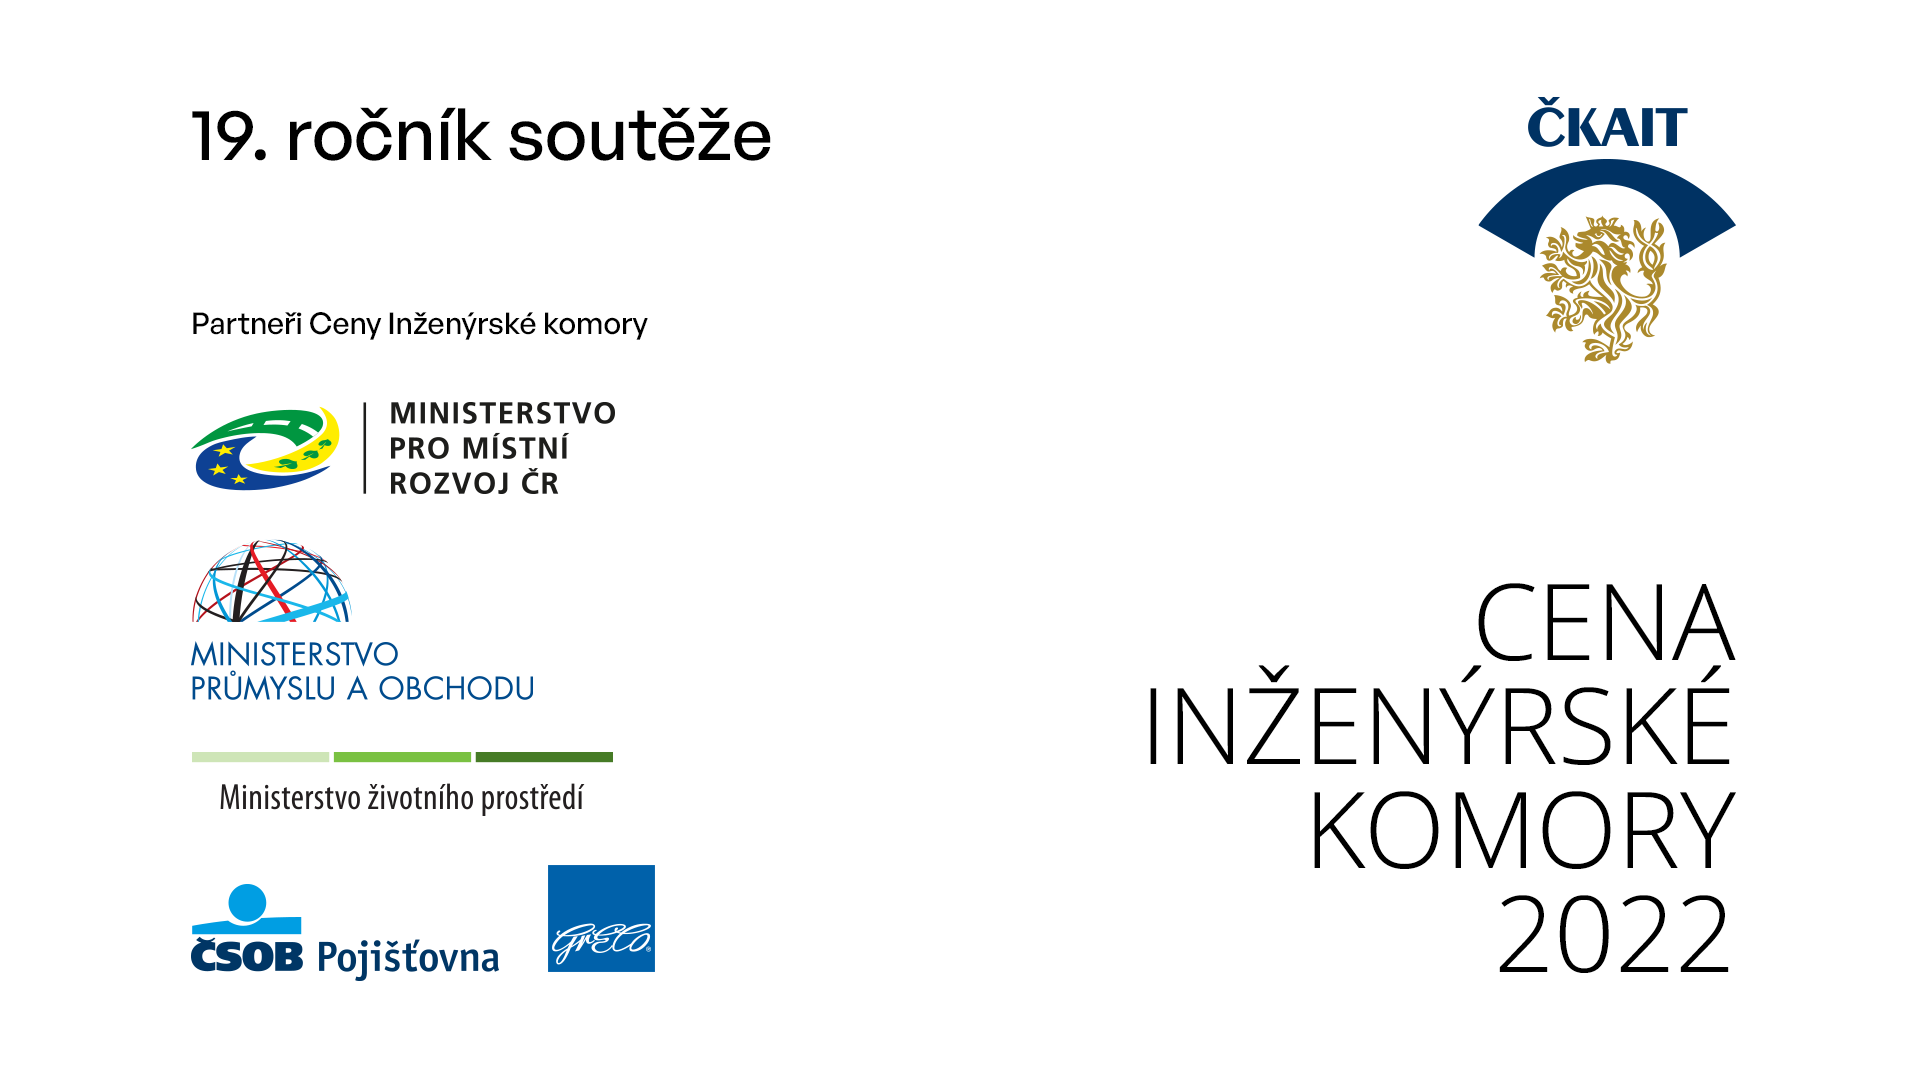 19. ročník soutěže
ČKAIT
Partneři Ceny Inženýrské komory
MINISTERSTVO
PRO MÍSTNÍ
ROZVOJ ČR
MINISTERSTVO
PRŮMYSLU A OBCHODU
Ministerstvo životního prostředí
ČSOB Pojišťovna
GrECo®
CENA
INŽENÝRSKÉ
KOMORY
2022